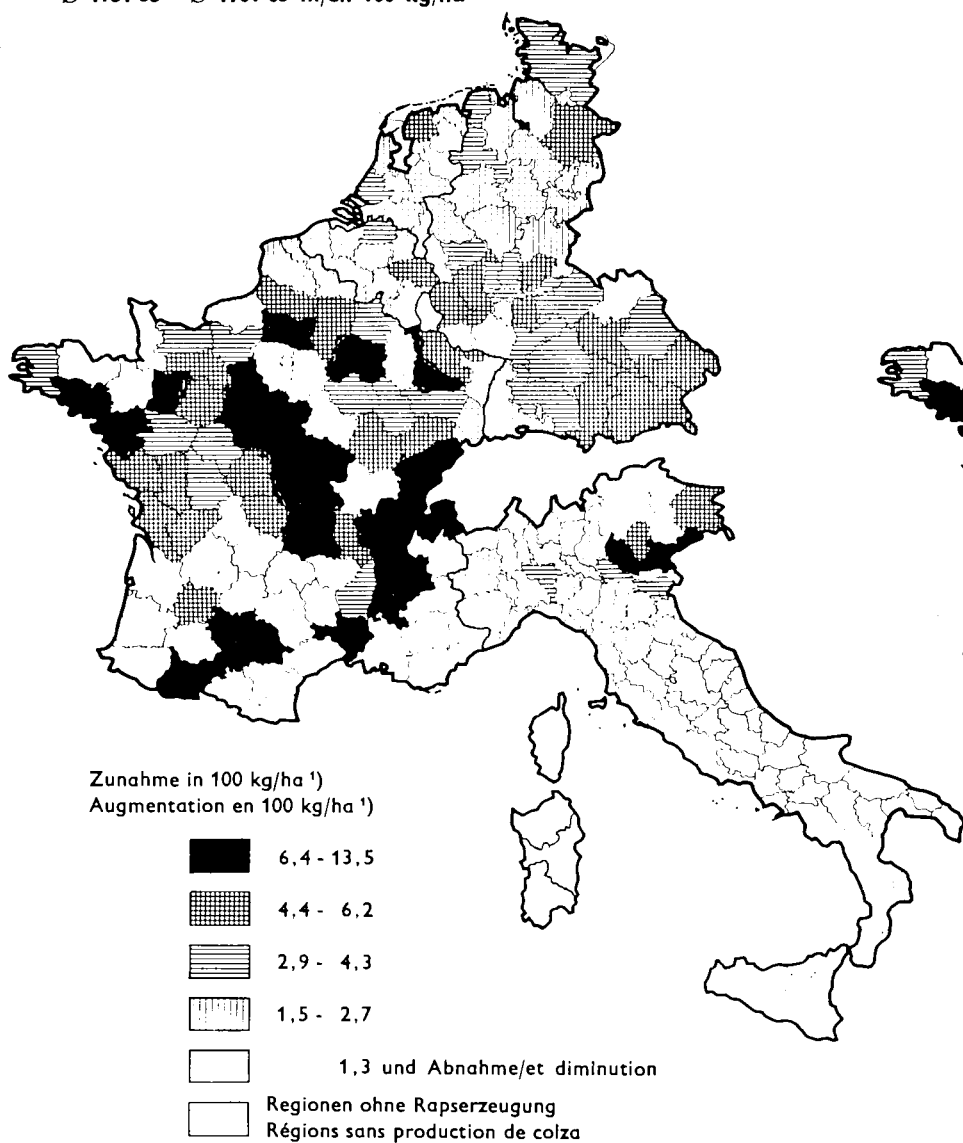 Zunahme in 100 kg/ha ¹)
Augmentation en 100 kg/ha ¹)
6,4 - 13,5
4,4 - 6,2
2,9 - 4,3
1,5 - 2,7
1,3 und Abnahme/et diminution
Regionen ohne Rapserzeugung
Régions sans production de colza